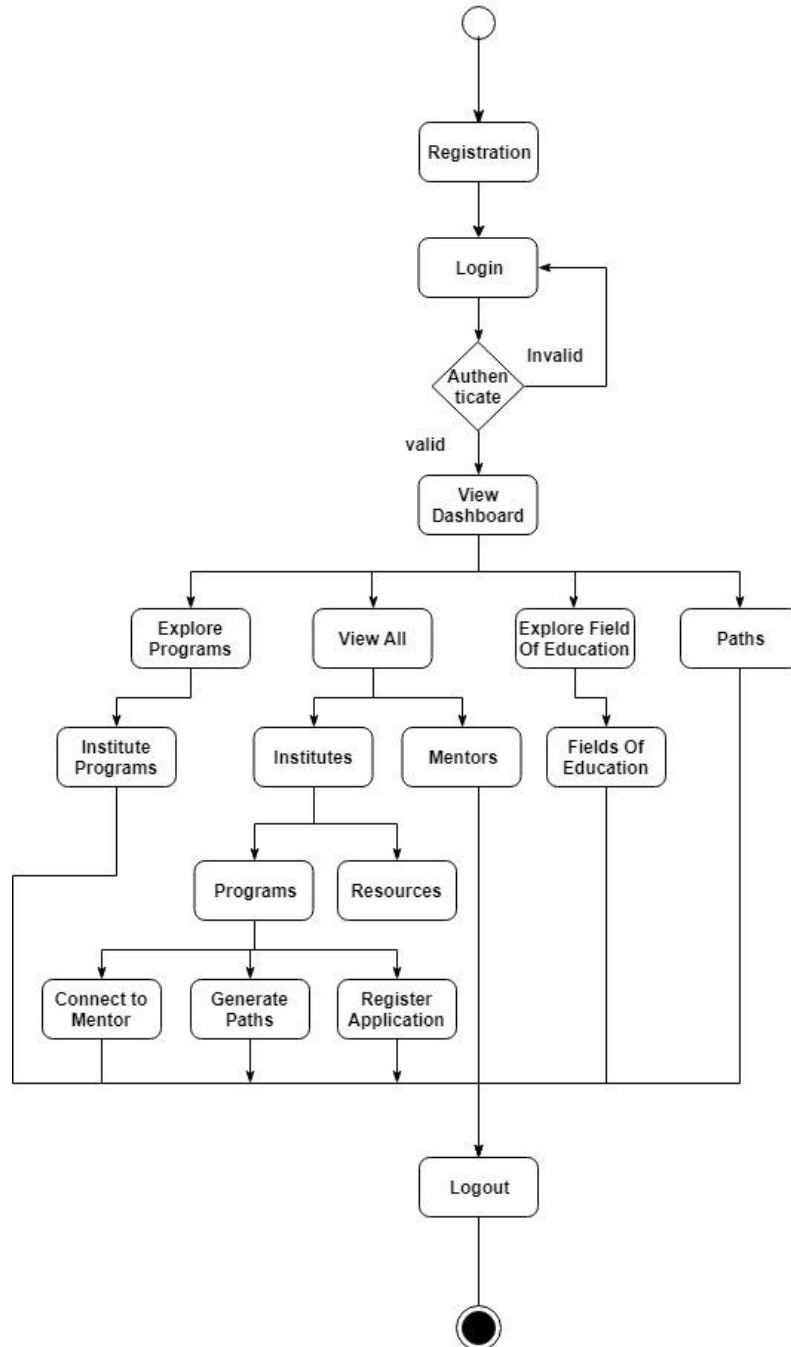 Registration
Login
Invalid
Authen
ticate
valid
View
Dashboard
Explore
Programs
View All
Explore Field
Of Education
Paths
Institute
Programs
Institutes
Mentors
Fields Of
Education
Programs
Resources
Connect to
Mentor
Generate
Paths
Register
Application
Logout